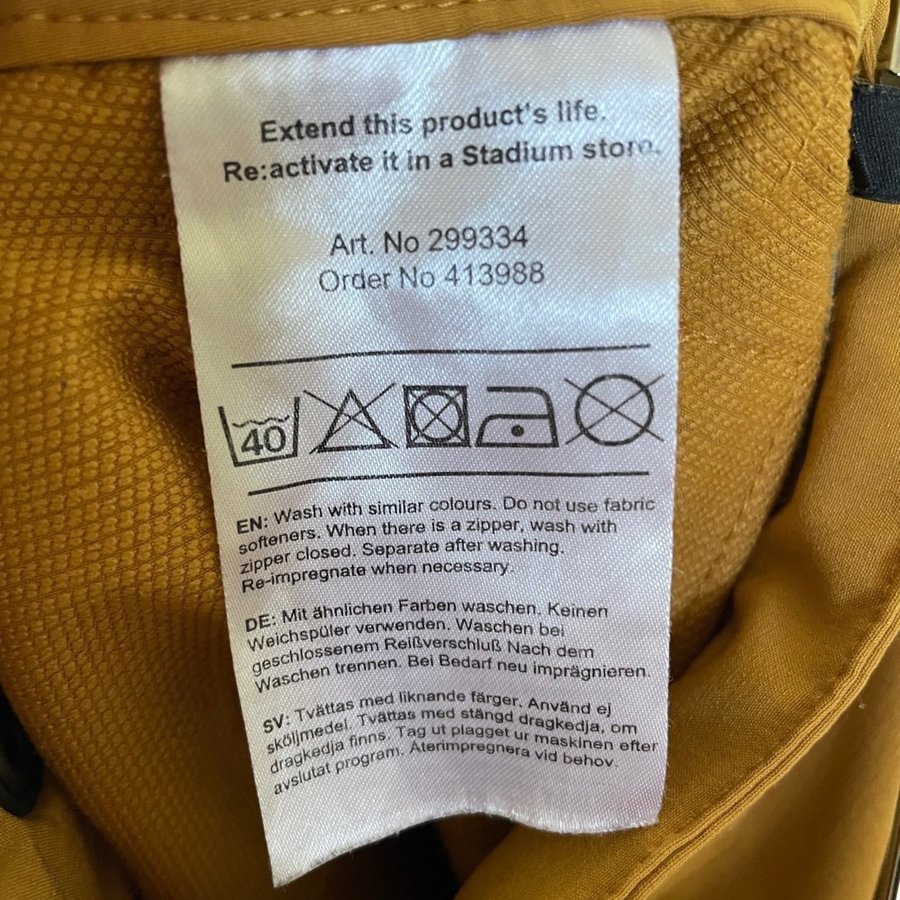 Extend this product's life.
Re:activate it in a Stadium store.
Art. No 299334
Order No 413988
40
EN: Wash with similar colours. Do not use fabric
softeners. When there is a zipper, wash with
zipper closed. Separate after washing.
Re-impregnate when necessary.
DE: Mit ähnlichen Farben waschen. Keinen
Weichspüler verwenden. Waschen bei
geschlossenem Reißverschluß Nach dem
Waschen trennen. Bei Bedarf neu imprägnieren.
SV: Tvättas med liknande färger. Använd ej
sköljmedel. Tvättas med stängd dragkedja, om
dragkedja finns. Tag ut plagget ur maskinen efter
avslutat program. Återimpregnera vid behov.